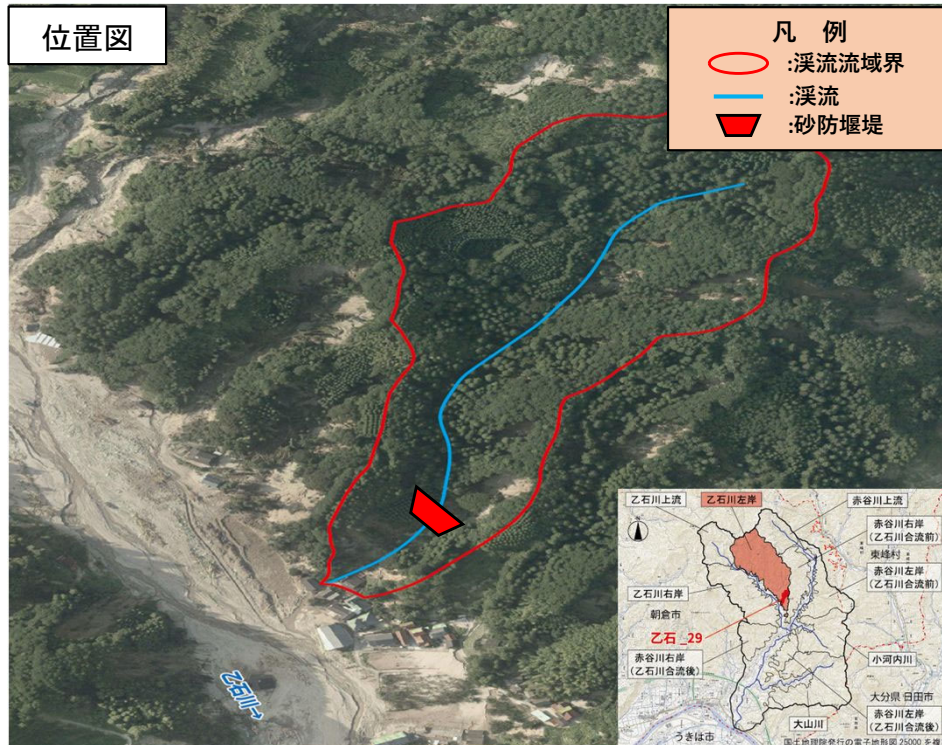 位置図
凡 例
:渓流流域界
:渓流
:砂防堰堤
乙石川上流
乙石川左岸
赤谷川上流
赤谷川右岸
(乙石川合流前)
東峰村
赤谷川左岸
(乙石川合流前)
乙石川右岸
朝倉市
乙石_29
赤谷川右岸
(乙石川合流後)
小河内川
大分県 日田市
赤谷川左岸
(乙石川合流後)
大山川
うきは市
国土地理院発行の電子地形図25000を複
乙石川→